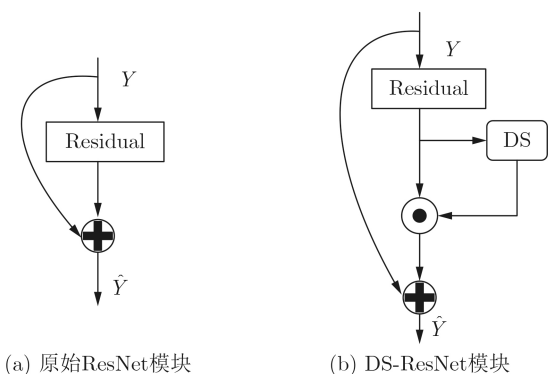 Y
Residual
Ŷ
(a) 原始ResNet模块
Y
Residual
DS
Ŷ
(b) DS-ResNet模块